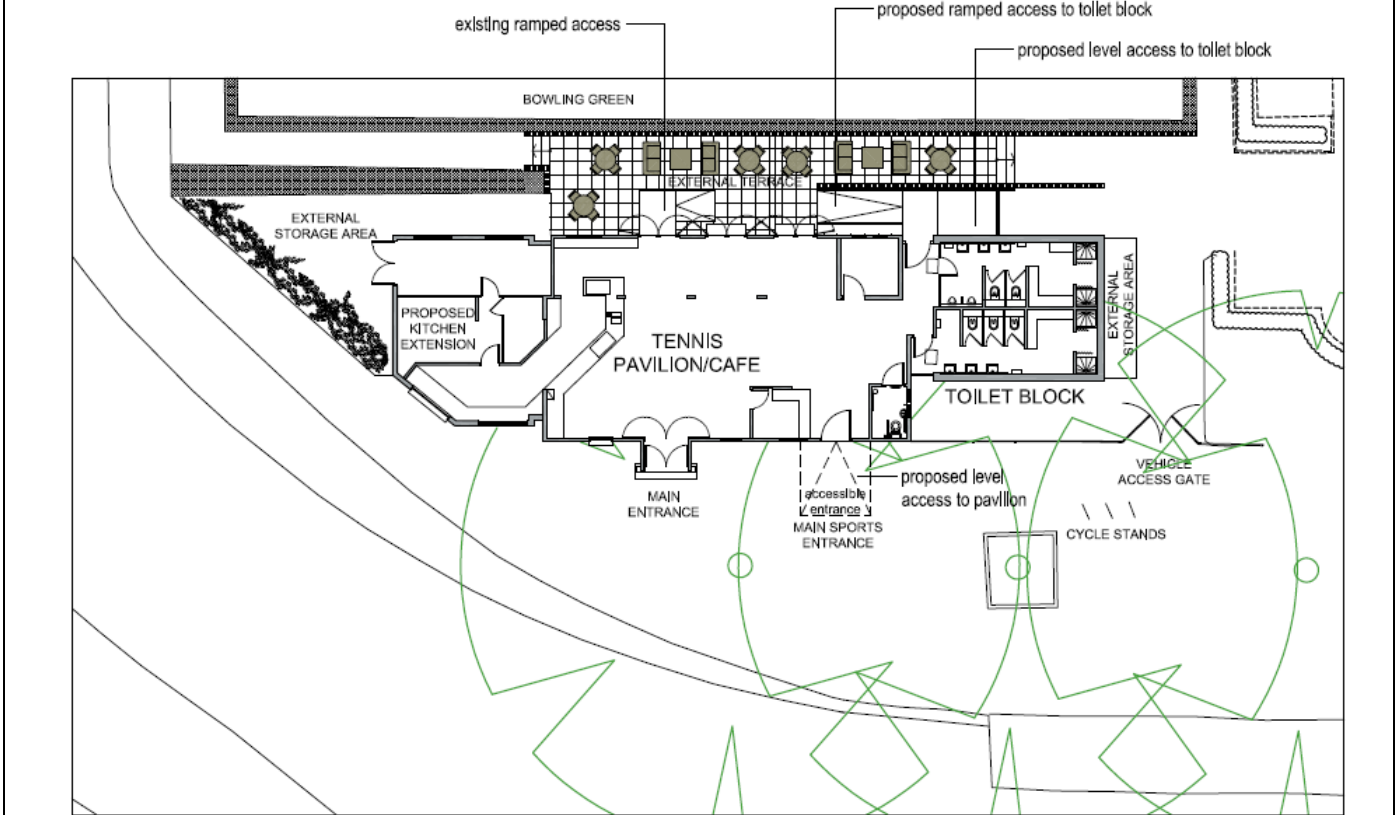 proposed ramped access to toilet block
existing ramped access
proposed level access to toilet block
BOWLING GREEN
EXTERNAL TERRACE
EXTERNAL
STORAGE AREA
PROPOSED
KITCHEN
EXTENSION
TENNIS
PAVILION/CAFE
EXTERNAL
STORAGE AREA
TOILET BLOCK
VEHICLE
ACCESS GATE
proposed level
access to pavilion
accessible
entrance
MAIN
ENTRANCE
MAIN SPORTS
ENTRANCE
CYCLE STANDS